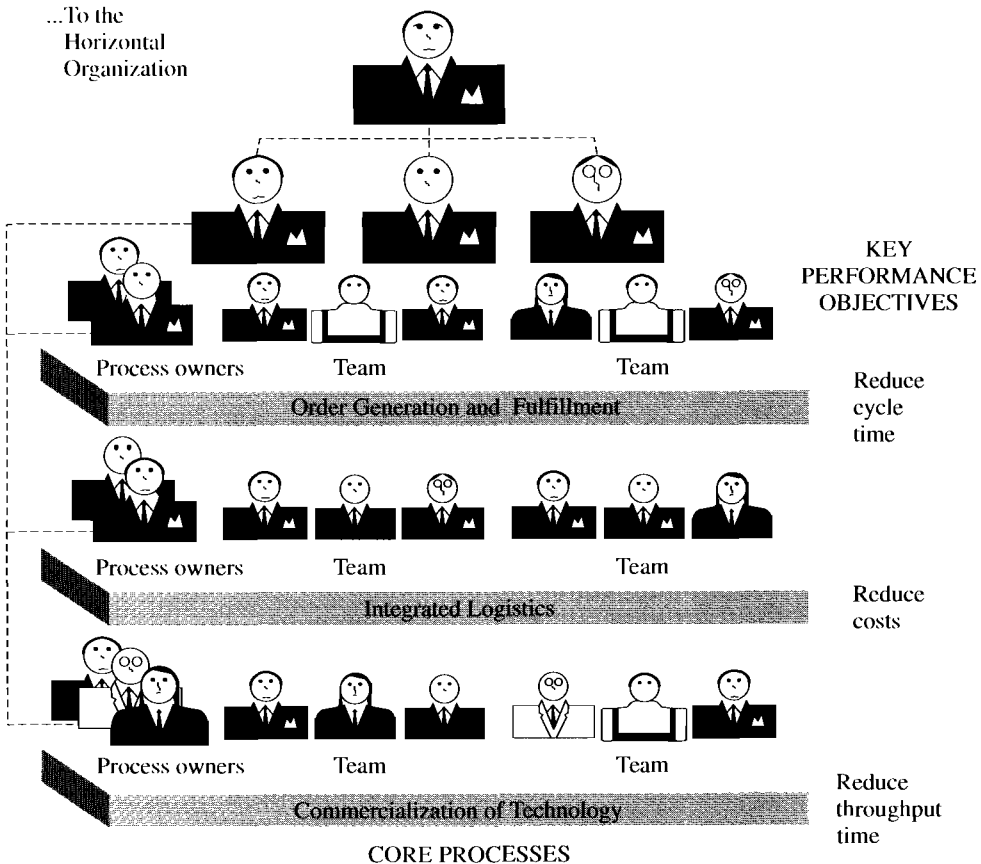 ...To the
Horizontal
Organization
KEY
PERFORMANCE
OBJECTIVES
Process owners Team Team
Order Generation and Fulfillment
Reduce
cycle
time
Process owners Team Team
Integrated Logistics
Reduce
costs
Process owners Team Team
Commercialization of Technology
Reduce
throughput
time
CORE PROCESSES